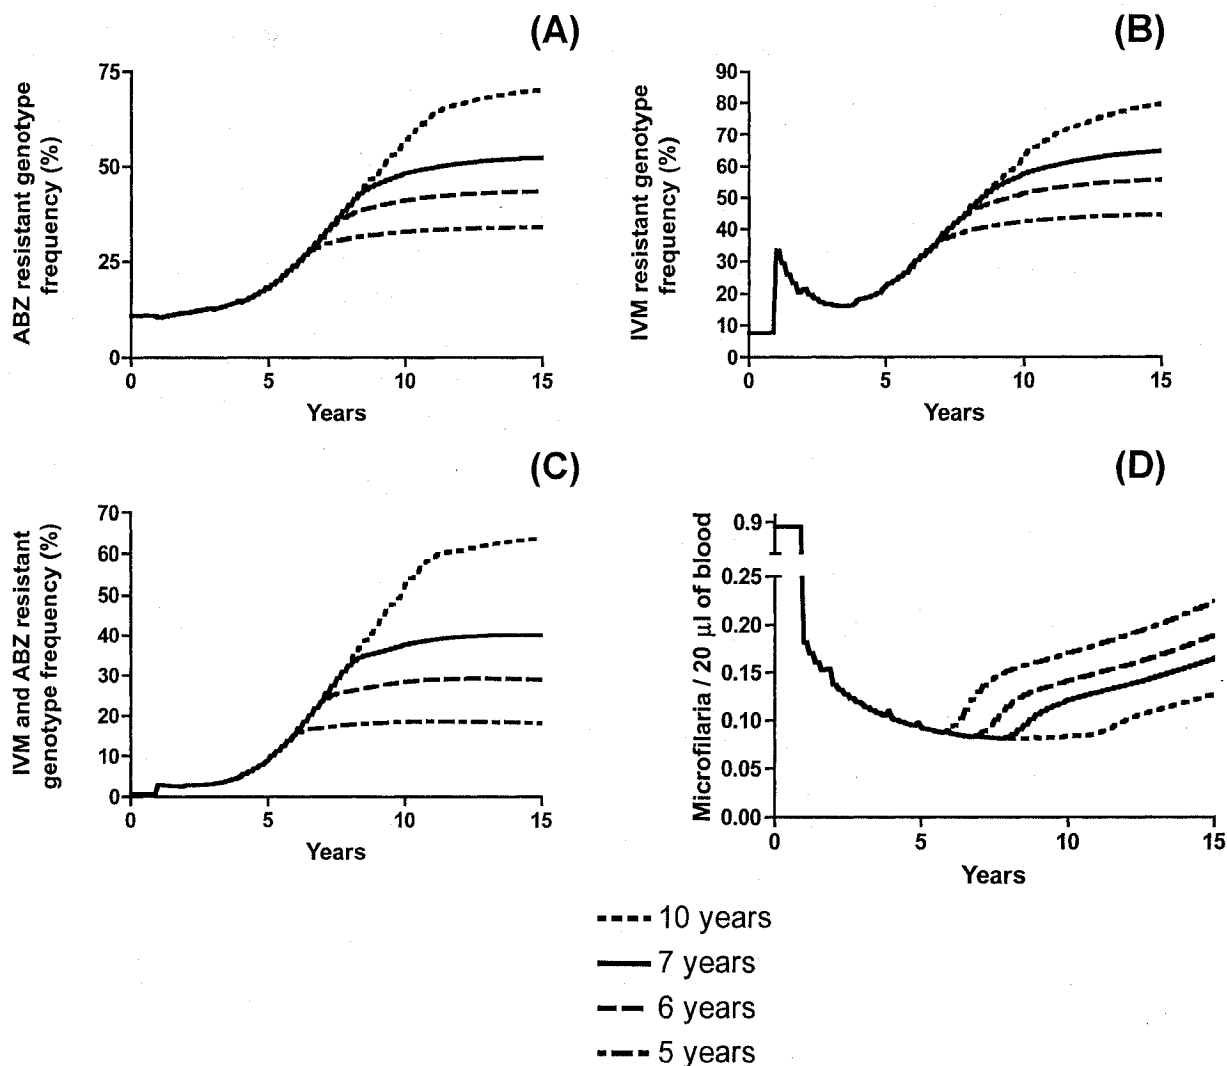 (A)
ABZ resistant genotype
frequency (%)
75
50
25
0
0 5 10 15
Years
(B)
IVM resistant genotype
frequency (%)
90
80
70
60
50
40
30
20
10
0
0 5 10 15
Years
(C)
IVM and ABZ resistant
genotype frequency (%)
70
60
50
40
30
20
10
0
0 5 10 15
Years
(D)
Microfilaria / 20 µl of blood
0.9
0.25
0.20
0.15
0.10
0.05
0.00
0 5 10 15
Years
10 years
7 years
6 years
5 years